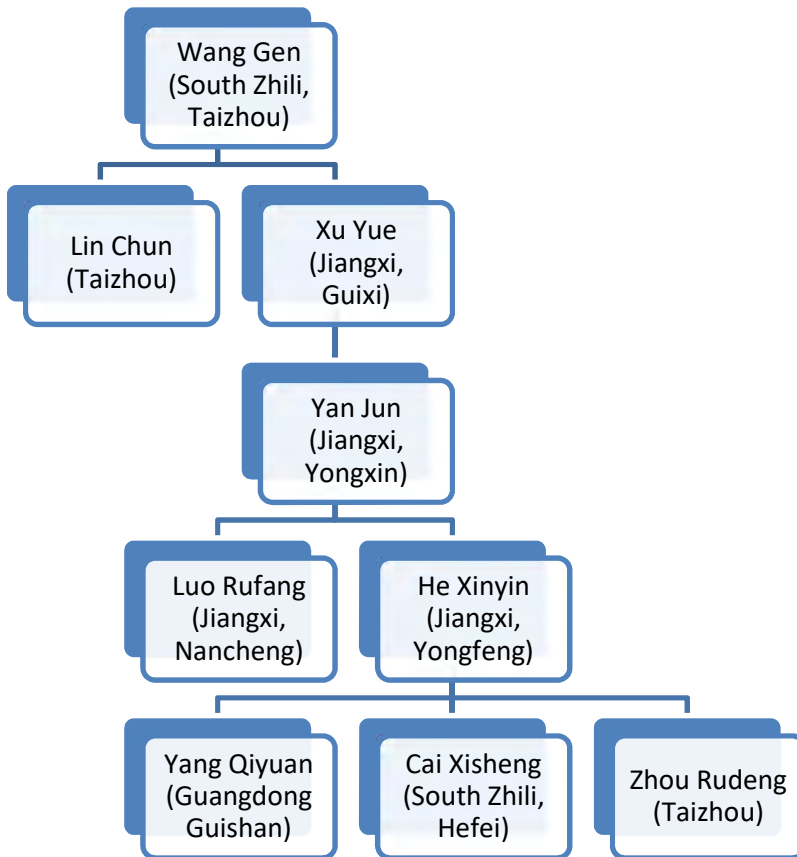 Wang Gen
(South Zhili,
Taizhou)
Lin Chun
(Taizhou)
Xu Yue
(Jiangxi,
Guixi)
Yan Jun
(Jiangxi,
Yongxin)
Luo Rufang
(Jiangxi,
Nancheng)
He Xinyin
(Jiangxi,
Yongfeng)
Yang Qiyuan
(Guangdong
Guishan)
Cai Xisheng
(South Zhili,
Hefei)
Zhou Rudeng
(Taizhou)